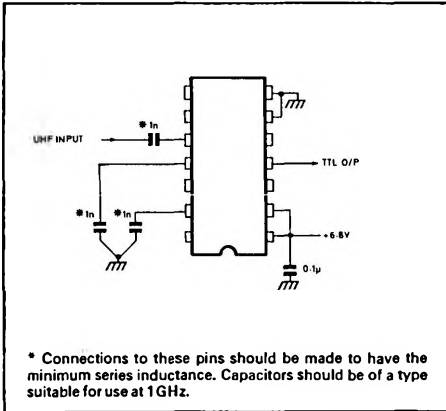 * 1n
UHF INPUT
TTL O/P
* 1n
* 1n
+6.8V
0.1μ
* Connections to these pins should be made to have the
minimum series inductance. Capacitors should be of a type
suitable for use at 1GHz.